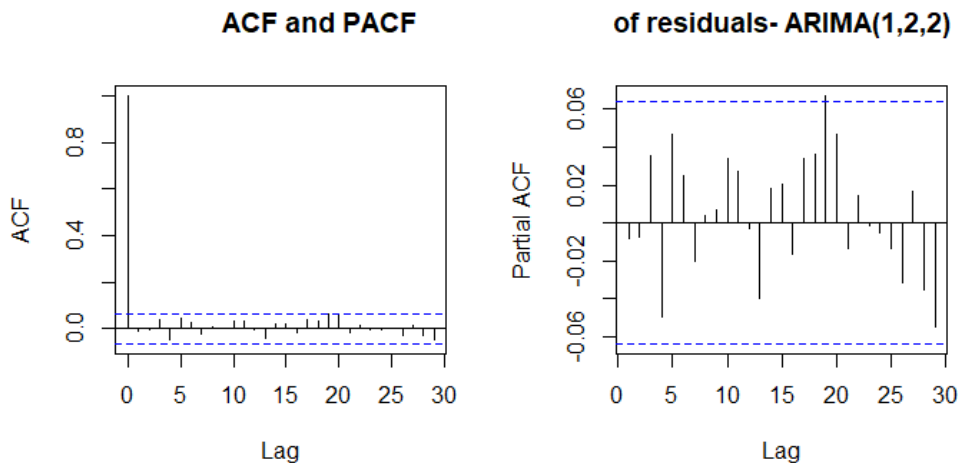 ACF and PACF
of residuals- ARIMA(1,2,2)
ACF
0.0 0.4 0.8
0 5 10 15 20 25 30
Lag
Partial ACF
-0.06 -0.02 0.02 0.06
0 5 10 15 20 25 30
Lag